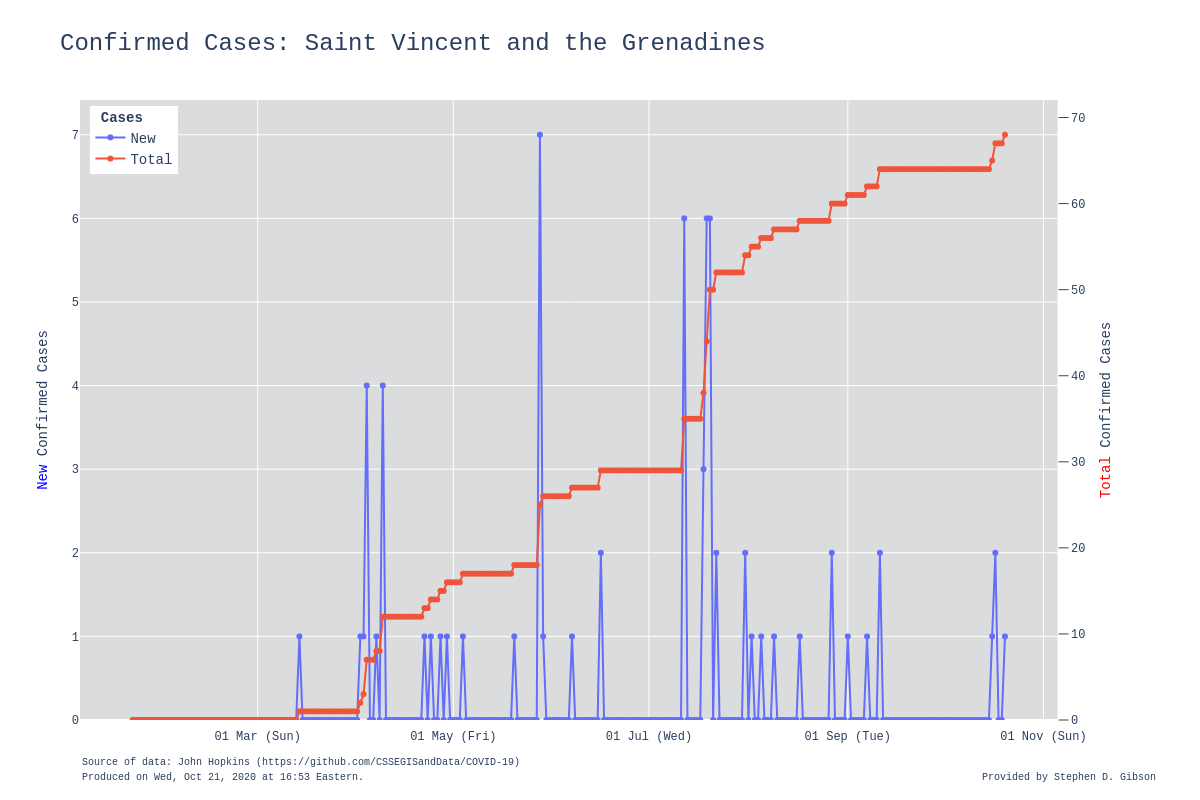 Confirmed Cases: Saint Vincent and the Grenadines
Cases
New
Total
7
6
5
4
3
2
1
0
New Confirmed Cases
70
60
50
40
30
20
10
0
Total Confirmed Cases
01 Mar (Sun) 01 May (Fri) 01 Jul (Wed) 01 Sep (Tue) 01 Nov (Sun)
Source of data: John Hopkins (https://github.com/CSSEGISandData/COVID-19)
Produced on Wed, Oct 21, 2020 at 16:53 Eastern.
Provided by Stephen D. Gibson